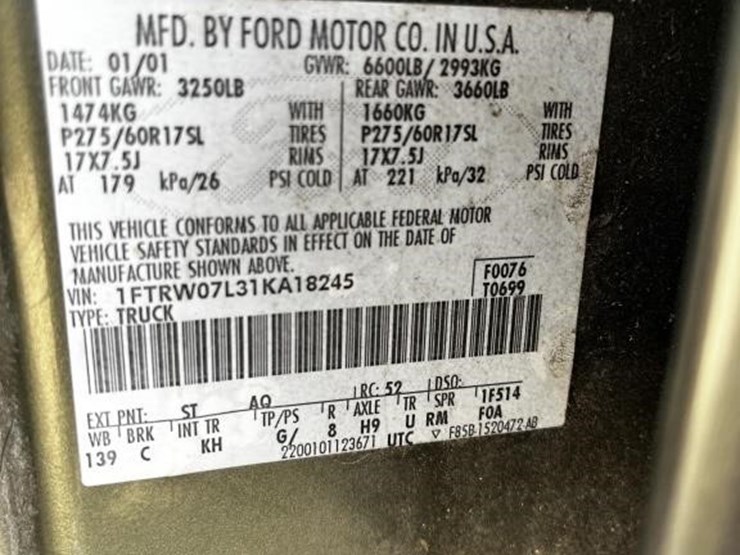 MFD. BY FORD MOTOR CO. IN U.S.A.
DATE: 01/01 GVWR: 6600LB/ 2993KG
FRONT GAWR: 3250LB REAR GAWR: 3660LB
1474KG WITH 1660KG WITH
P275/60R17SL TIRES P275/60R17SL TIRES
17X7.5J RIMS 17X7.5J RIMS
AT 179 kPa/26 PSI COLD AT 221 kPa/32 PSI COLD
THIS VEHICLE CONFORMS TO ALL APPLICABLE FEDERAL MOTOR
VEHICLE SAFETY STANDARDS IN EFFECT ON THE DATE OF
MANUFACTURE SHOWN ABOVE.
VIN: 1FTRW07L31KA18245 F0076
TYPE: TRUCK T0699
EXT PNT: ST AQ RC: 52 DSO:
WB BRK INT TR TP/PS R AXLE TR SPR 1F514
139 C KH G/ 8 H9 U RM F0A
2200101123671 UTC ▽ F85B-1520472-AB